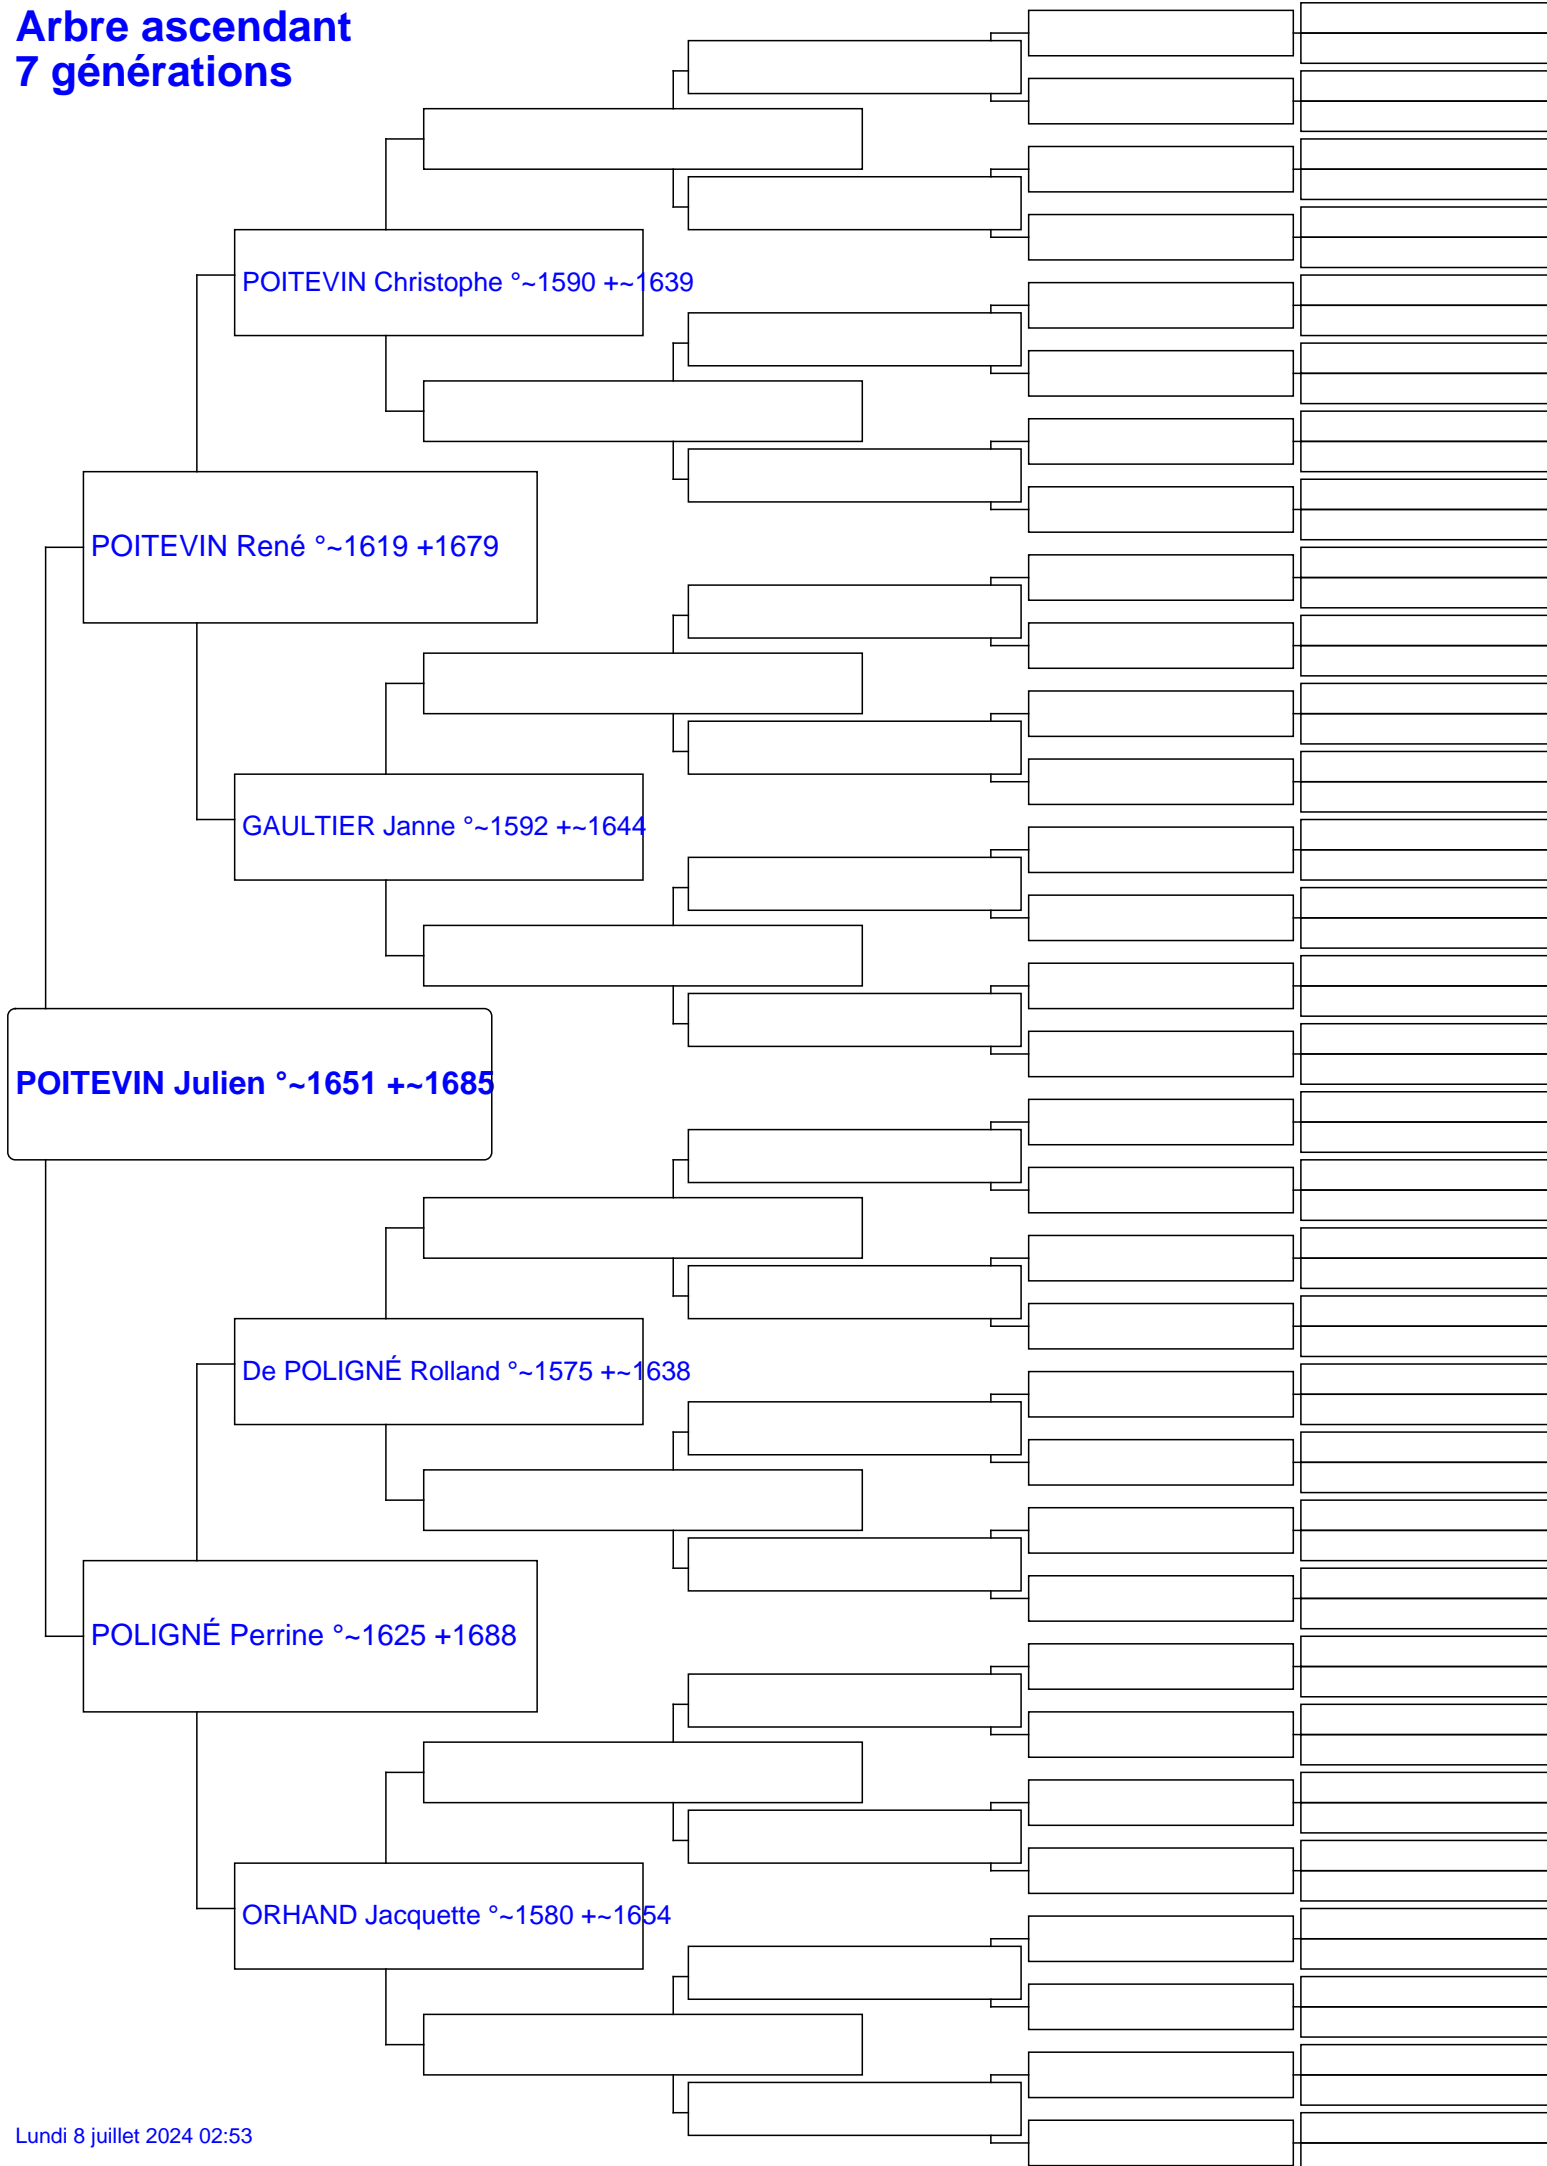 Arbre ascendant
7 générations
POITEVIN Christophe °~1590 +~1639
POITEVIN René °~1619 +1679
GAULTIER Janne °~1592 +~1644
POITEVIN Julien °~1651 +~1685
De POLIGNÉ Rolland °~1575 +~1638
POLIGNÉ Perrine °~1625 +1688
ORHAND Jacquette °~1580 +~1654
Lundi 8 juillet 2024 02:53